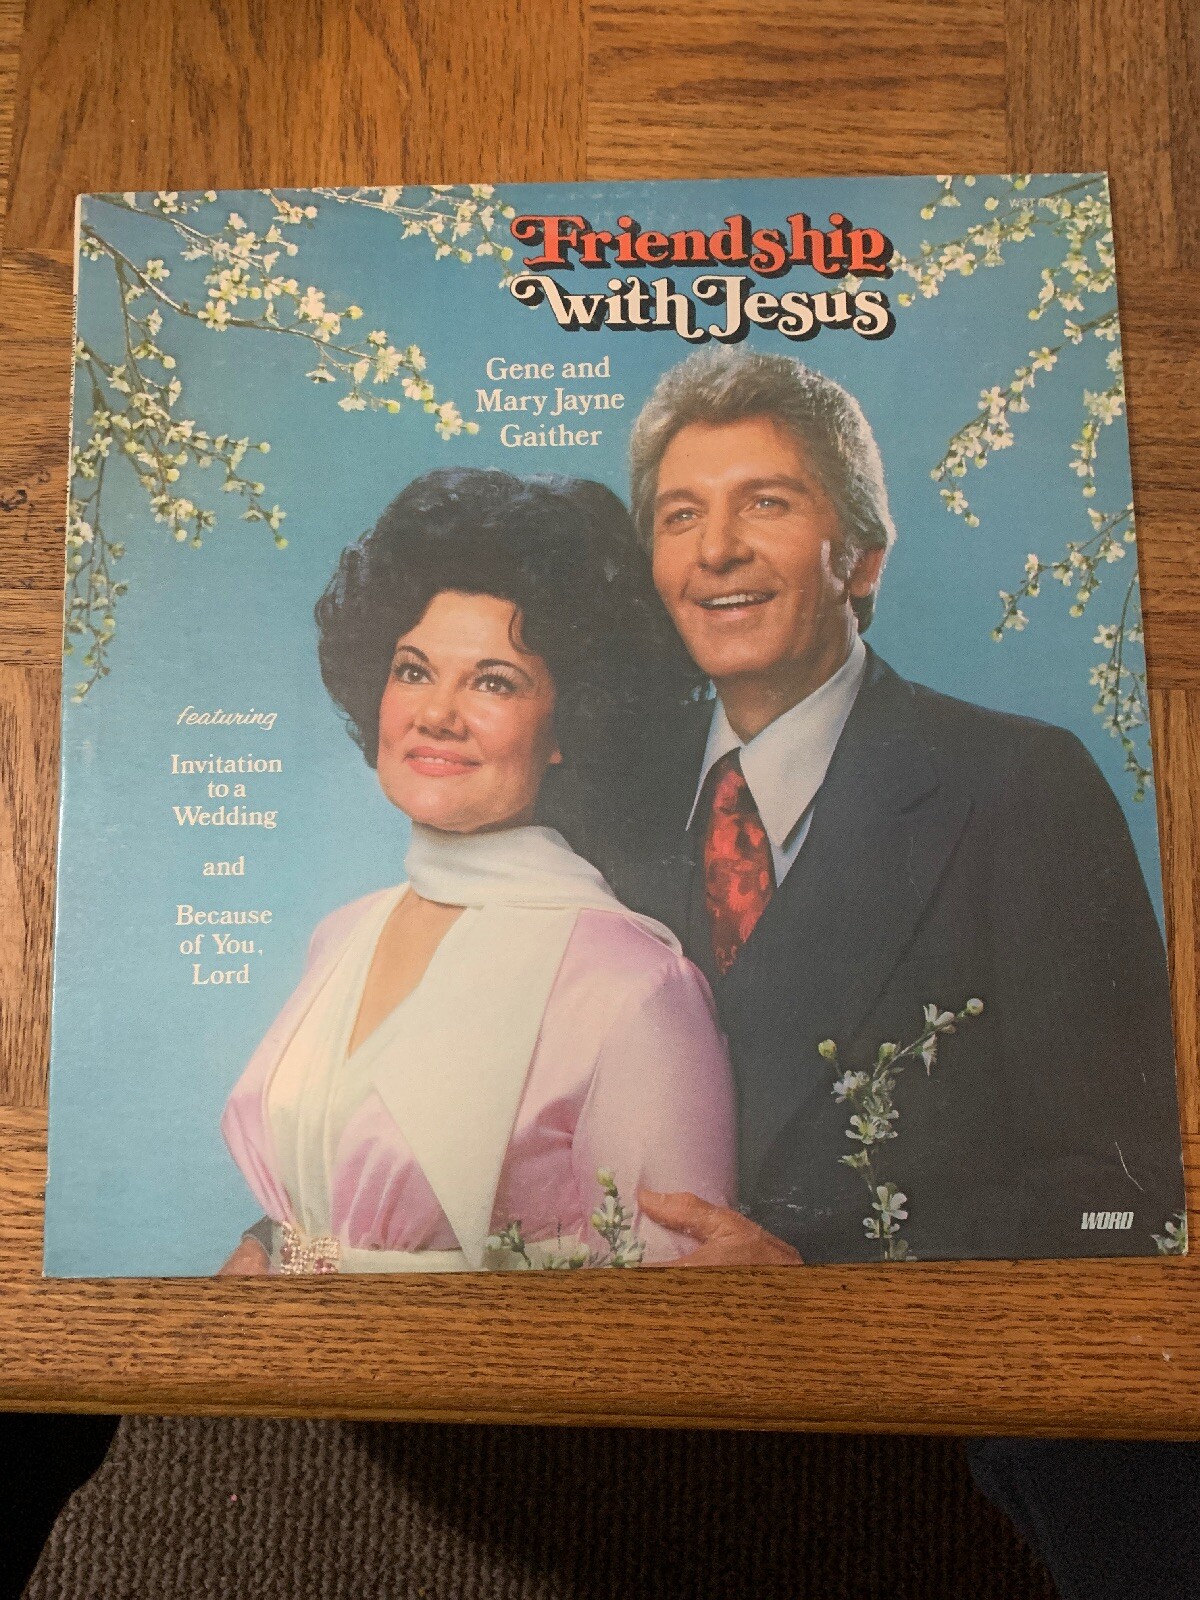 Friendship
with Jesus
Gene and
Mary Jayne
Gaither
featuring
Invitation
to a
Wedding
and
Because
of You,
Lord
WORD